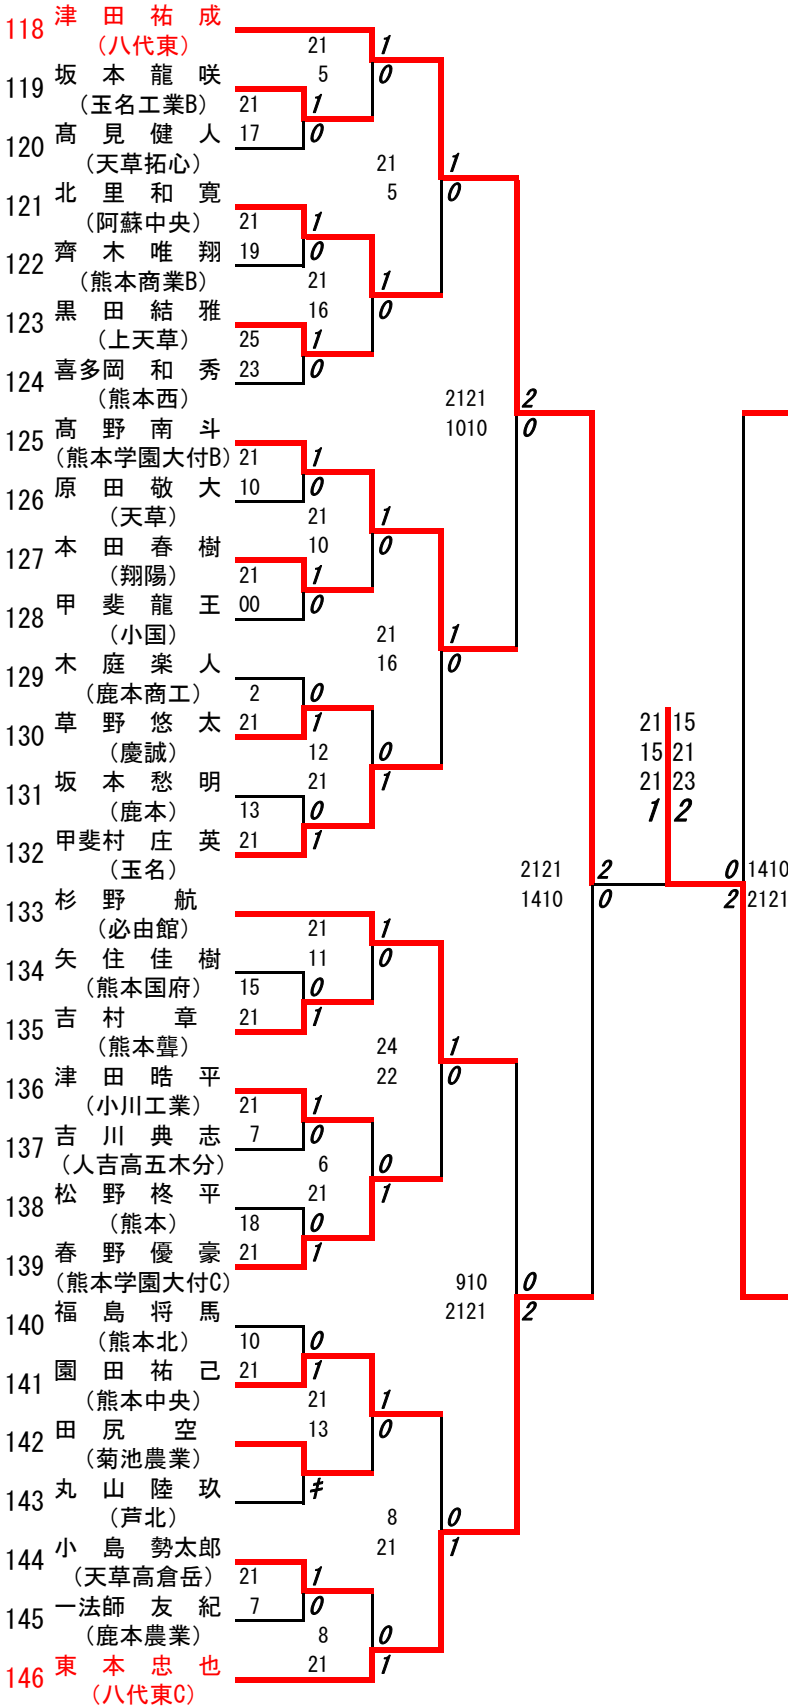 118 津田祐成
(八代東)
21 1
5 0
119 坂本龍咲
(玉名工業B) 21 1
120 髙見健人 17 0
(天草拓心)
21 1
5 0
121 北里和寛
(阿蘇中央) 21 1
122 齊木唯翔 19 0
(熊本商業B)
21 1
16 0
123 黒田結雅
(上天草) 25 1
124 喜多岡和秀 23 0
(熊本西)
2121 2
1010 0
125 髙野南斗
(熊本学園大付B) 21 1
126 原田敬大 10 0
(天草)
21 1
10 0
127 本田春樹
(翔陽) 21 1
128 甲斐龍王 00 0
(小国)
21 1
16 0
129 木庭楽人
(鹿本商工) 2 0
130 草野悠太 21 1
(慶誠)
12 0
21 1
131 坂本愁明
(鹿本) 13 0
132 甲斐村庄英 21 1
(玉名)
21 15
15 21
21 23
1 2
2121 2
1410 0
0 1410
2 2121
133 杉野航
(必由館)
21 1
11 0
134 矢住佳樹
(熊本国府) 15 0
135 吉村章 21 1
(熊本聾)
24 1
22 0
136 津田晧平
(小川工業) 21 1
137 吉川典志 7 0
(人吉高五木分)
6 0
21 1
138 松野柊平
(熊本) 18 0
139 春野優豪 21 1
(熊本学園大付C)
910 0
2121 2
140 福島将馬
(熊本北) 10 0
141 園田祐己 21 1
(熊本中央)
21 1
13 0
142 田尻空
(菊池農業)
143 丸山陸玖 キ
(芦北)
8 0
21 1
144 小島勢太郎
(天草高倉岳) 21 1
145 一法師友紀 7 0
(鹿本農業)
8 0
21 1
146 東本忠也
(八代東C)